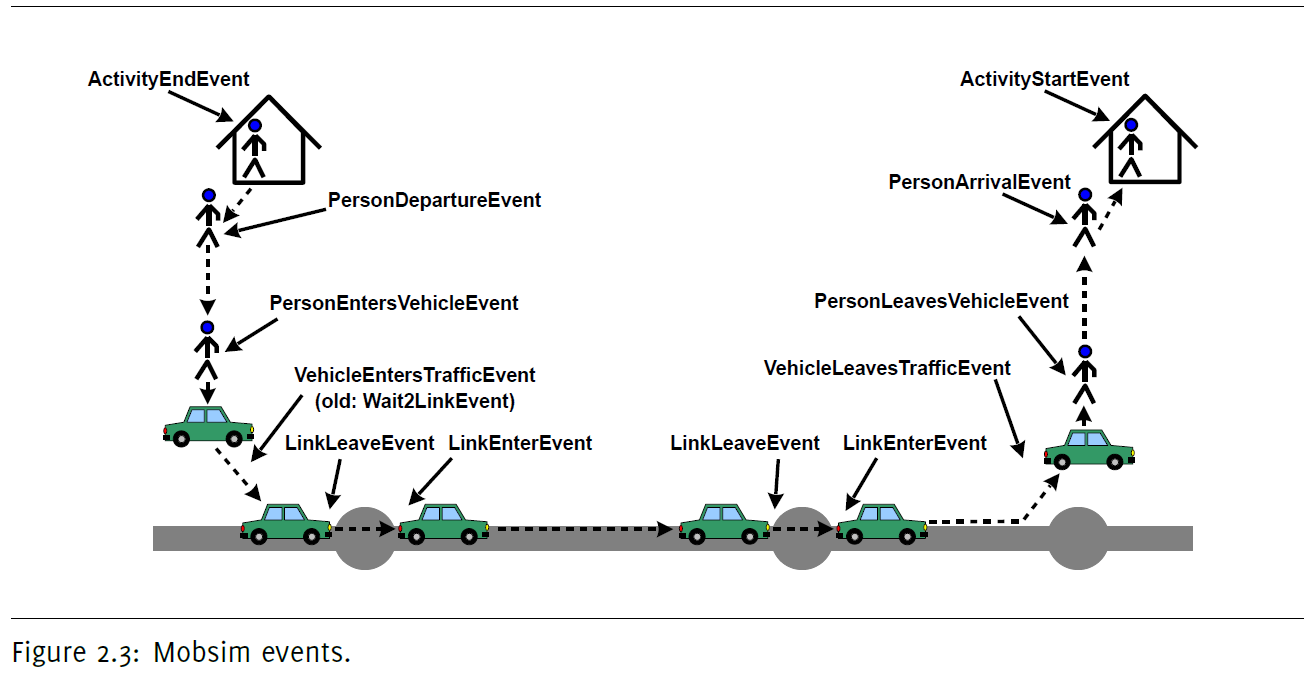 ActivityEndEvent
ActivityStartEvent
PersonDepartureEvent
PersonArrivalEvent
PersonEntersVehicleEvent
PersonLeavesVehicleEvent
VehicleEntersTrafficEvent
(old: Wait2LinkEvent)
VehicleLeavesTrafficEvent
LinkLeaveEvent
LinkEnterEvent
LinkLeaveEvent
LinkEnterEvent
Figure 2.3: Mobsim events.